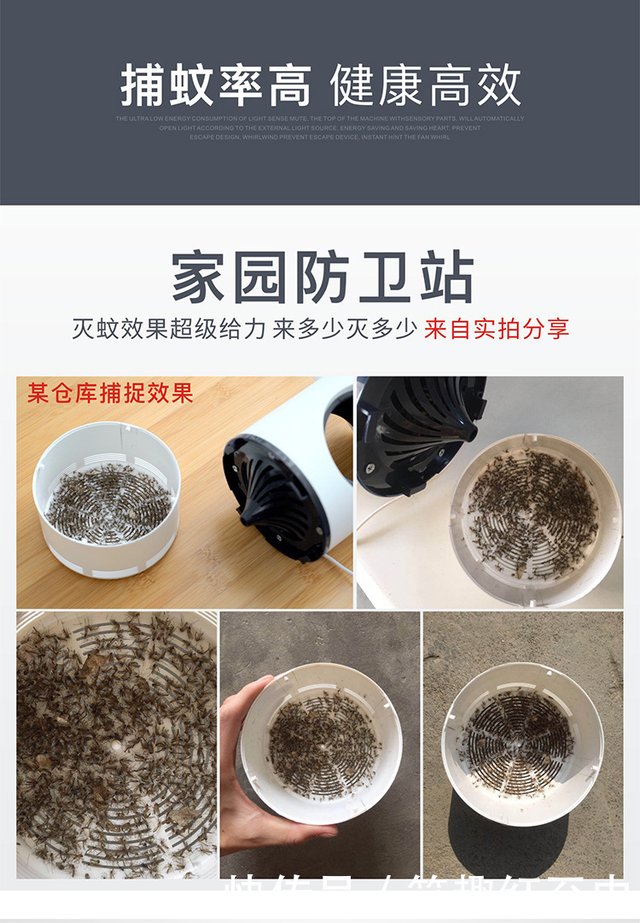 捕蚊率高 健康高效
THE ULTRA LOW ENERGY CONSUMPTION OF LIGHT SENSE MUTE, THE TOP OF THE MACHINE WITHSENSORY PARTS, WILL AUTOMATICALLY
OPEN LIGHT ACCORDING TO THE EXTERNAL LIGHT SOURCE, ENERGY SAVING AND SAVING HEART, PREVENT
ESCAPE DESIGN, WHIRLWIND PREVENT ESCAPE DEVICE, INSTANT HINT THE FAN WHIRL
家园防卫站
灭蚊效果超级给力 来多少灭多少 来自实拍分享
某仓库捕捉效果